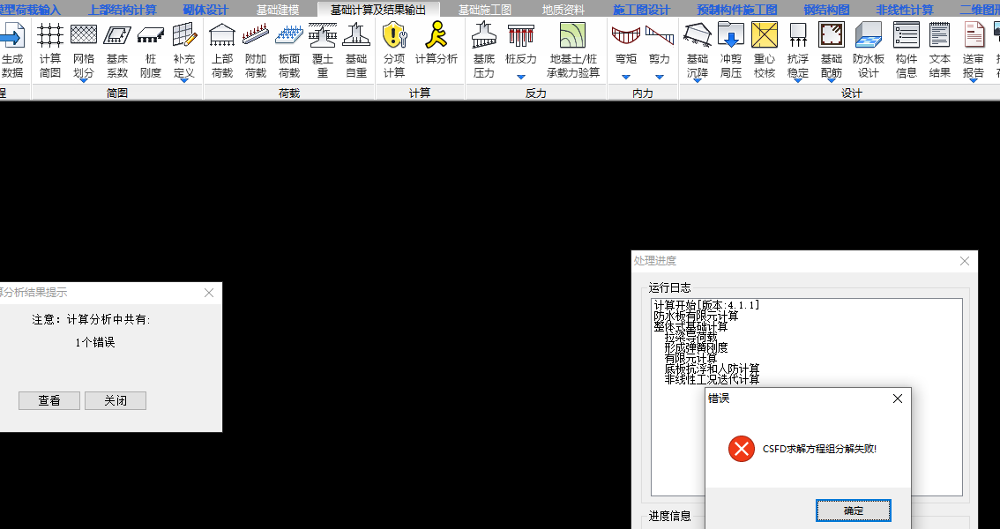 模型荷载输入 上部结构计算 砌体设计 基础建模 基础计算及结果输出 基础施工图 地质资料 施工图设计 预制构件施工图 钢结构图 非线性计算 二维图形
生成 计算 网格 基床 桩 补充 上部 附加 板面 覆土 基础 分项 计算分析 基底 桩反力 地基土/桩 弯矩 剪力 基础 冲剪 重心 抗浮 基础 防水板 构件 文本 送审
数据 简图 划分 系数 刚度 定义 荷载 荷载 荷载 重 自重 计算 压力 承载力验算 沉降 局压 校核 稳定 配筋 设计 信息 结果 报告
程 简图 荷载 计算 反力 内力 设计
算分析结果提示
注意：计算分析中共有:
1个错误
查看 关闭
处理进度
运行日志
计算开始[版本:4.1.1]
防水板有限元计算
整体式基础计算
拉梁导荷载
形成弹簧刚度
有限元计算
底板抗浮和人防计算
非线性工况迭代计算
错误
CSFD求解方程组分解失败!
确定
进度信息